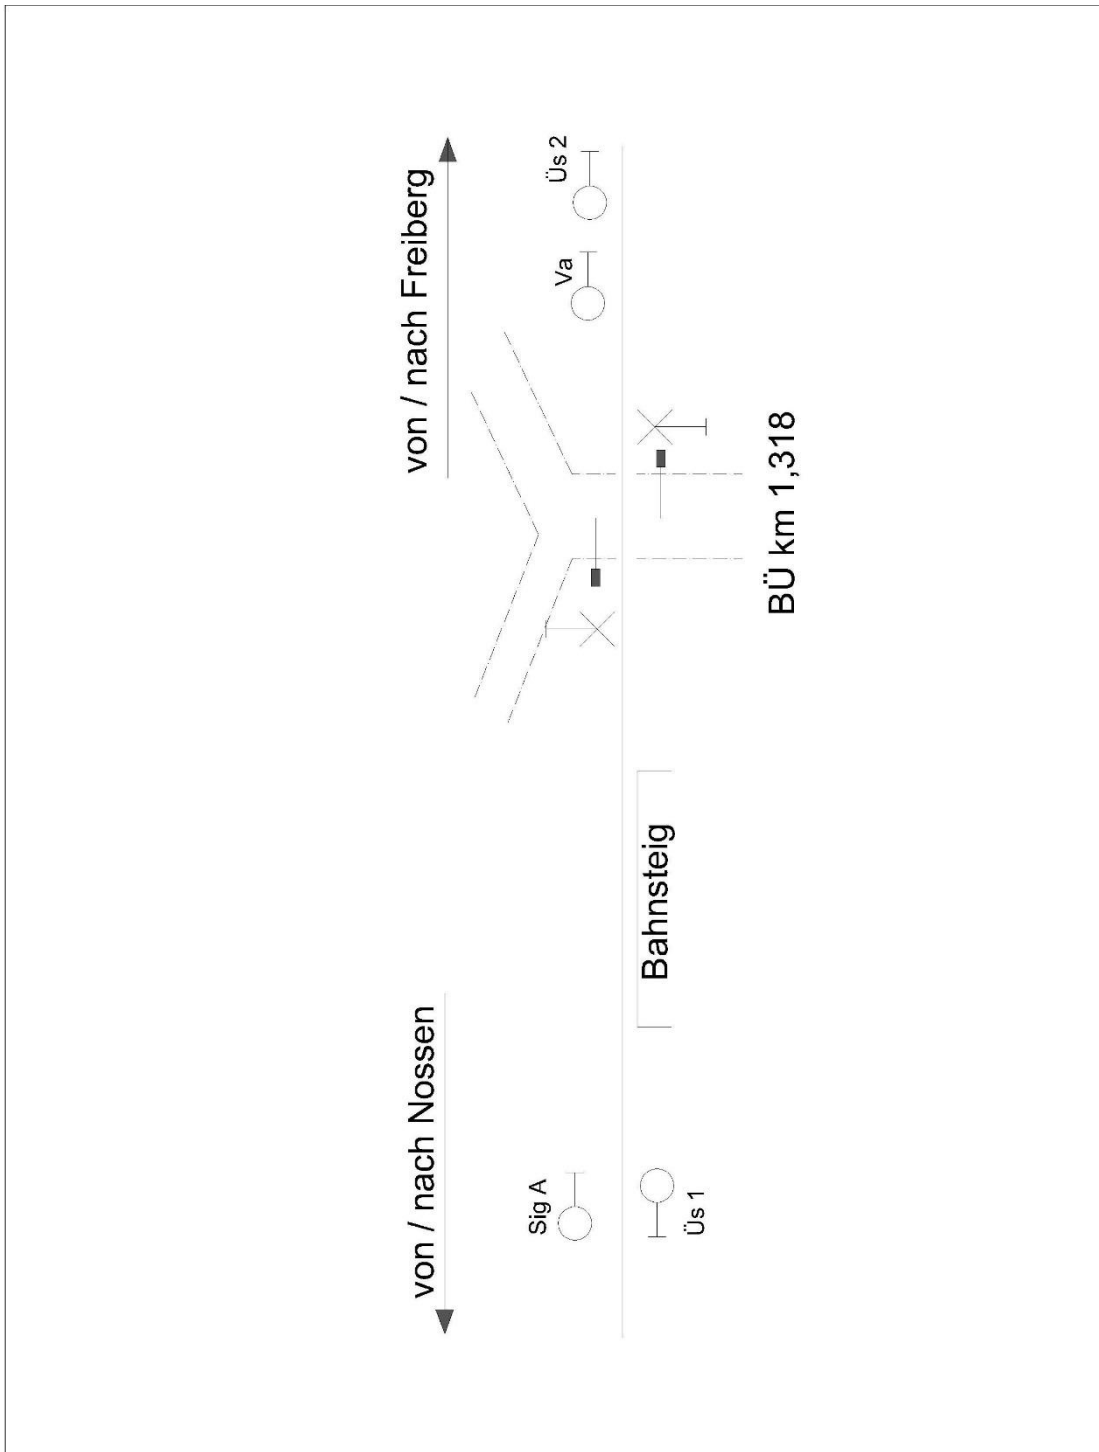 von / nach Nossen
von / nach Freiberg
Sig A
Va
Üs 2
Üs 1
Bahnsteig
BÜ km 1,318